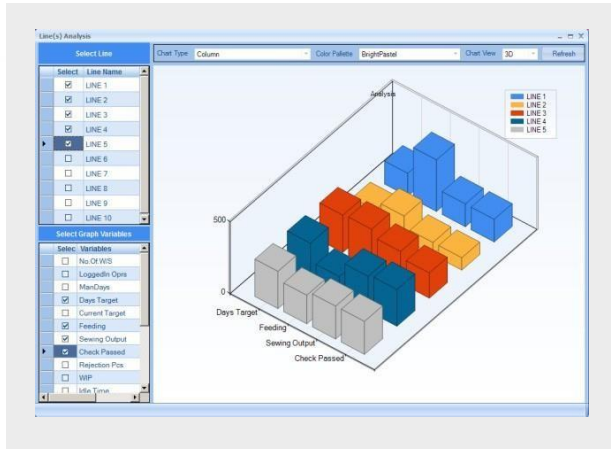 Line(s) Analysis
Select Line
Chart Type Column Color Pallette BrightPastel Chart View 3D Refresh
Select Line Name
LINE 1
LINE 2
LINE 3
LINE 4
LINE 5
LINE 6
LINE 7
LINE 8
LINE 9
LINE 10
Select Graph Variables
Selec Variables
No.Of W/S
LoggedIn Oprs
ManDays
Days Target
Current Target
Feeding
Sewing Output
Check Passed
Rejection Pcs
WIP
Idle Time
Analysis
LINE 1
LINE 2
LINE 3
LINE 4
LINE 5
500
0
Days Target
Feeding
Sewing Output
Check Passed